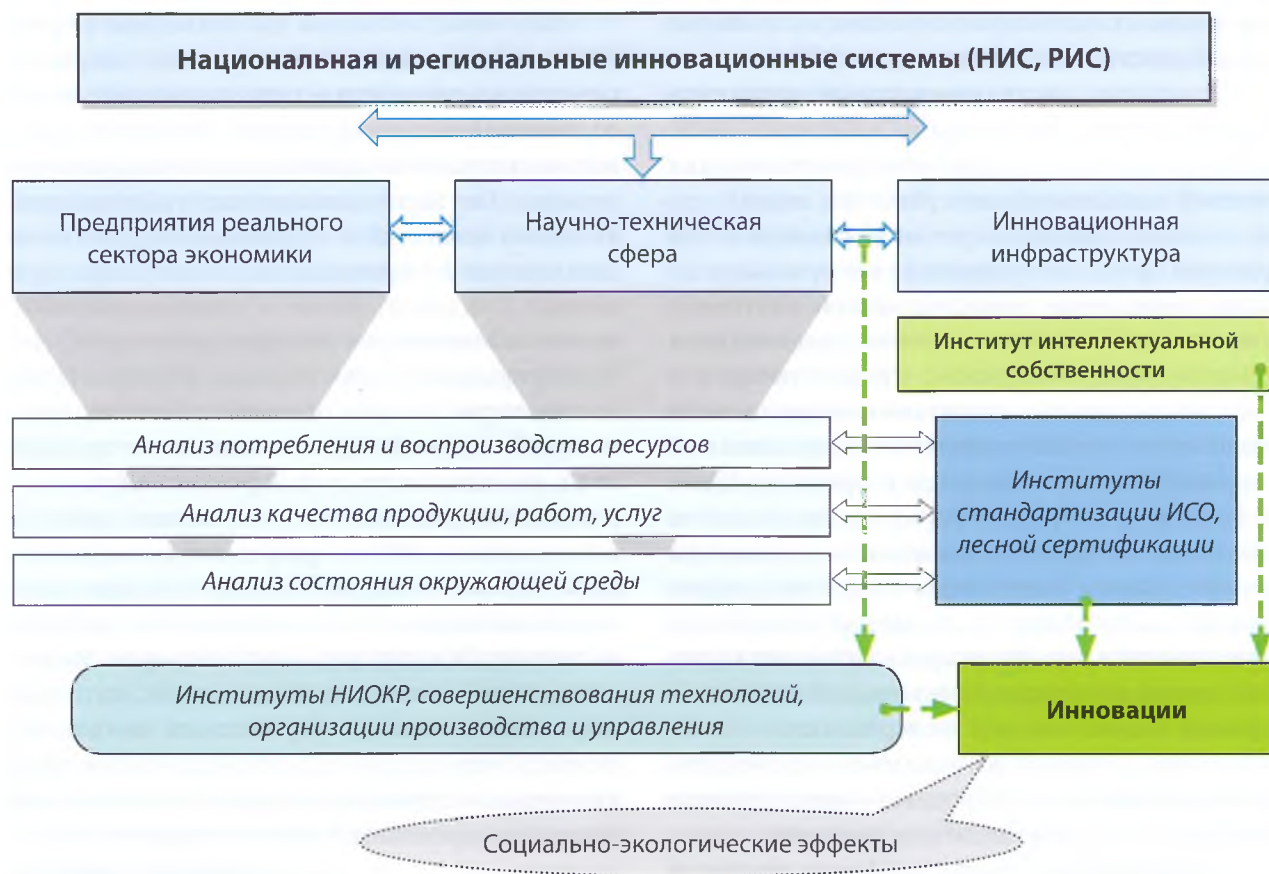 Национальная и региональные инновационные системы (НИС, РИС)
Предприятия реального
сектора экономики
Научно-техническая
сфера
Инновационная
инфраструктура
Институт интеллектуальной
собственности
Анализ потребления и воспроизводства ресурсов
Анализ качества продукции, работ, услуг
Анализ состояния окружающей среды
Институты
стандартизации ИСО,
лесной сертификации
Институты НИОКР, совершенствования технологий,
организации производства и управления
Инновации
Социально-экологические эффекты